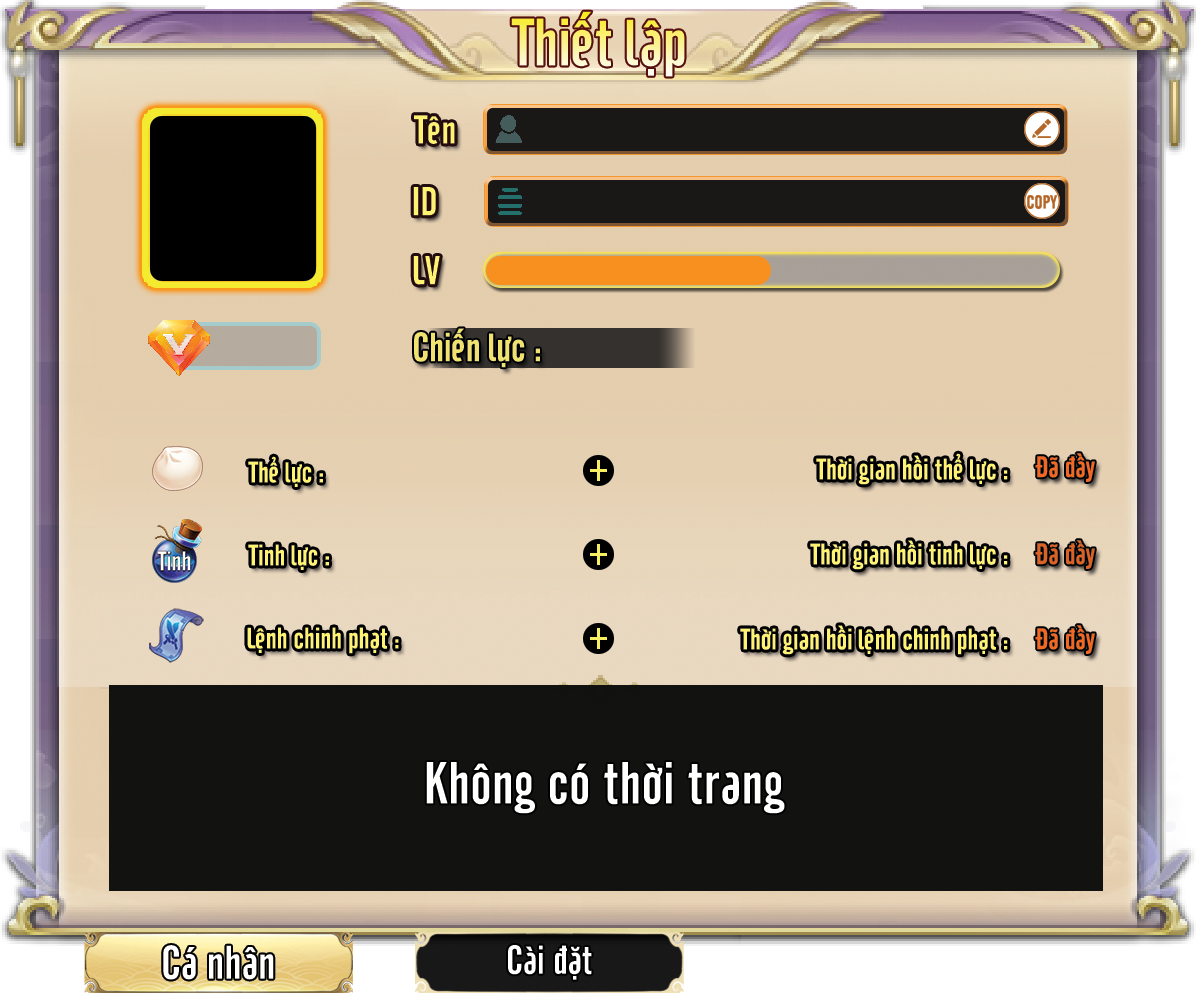 Thiết lập
Tên
ID
COPY
LV
V
Chiến lực :
Thể lực :
Thời gian hồi thể lực : Đã đầy
Tinh
Tinh lực :
Thời gian hồi tinh lực : Đã đầy
Lệnh chinh phạt :
Thời gian hồi lệnh chinh phạt : Đã đầy
Không có thời trang
Cá nhân
Cài đặt